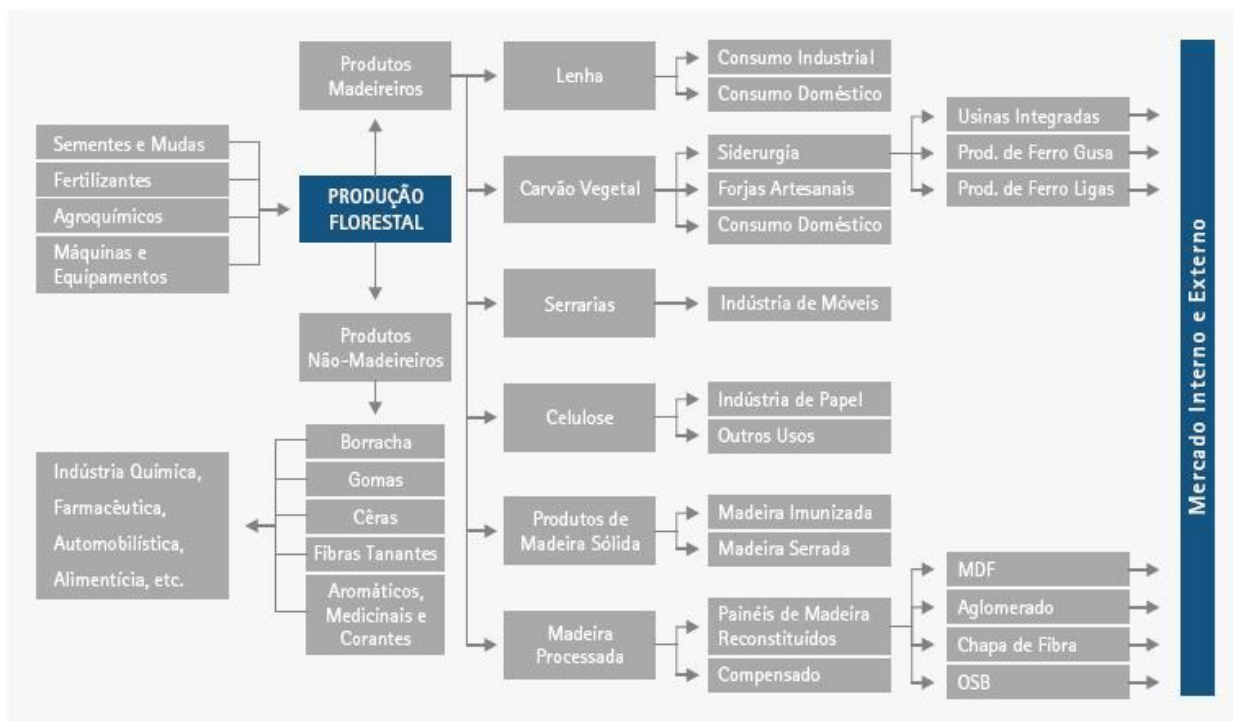 Produtos
Madeireiros
Sementes e Mudas
Fertilizantes
Agroquímicos
Máquinas e
Equipamentos
PRODUÇÃO
FLORESTAL
Produtos
Não-Madeireiros
Borracha
Gomas
Cêras
Fibras Tanantes
Aromáticos,
Medicinais e
Corantes
Indústria Química,
Farmacêutica,
Automobilística,
Alimentícia, etc.
Lenha
Consumo Industrial
Consumo Doméstico
Carvão Vegetal
Siderurgia
Forjas Artesanais
Consumo Doméstico
Usinas Integradas
Prod. de Ferro Gusa
Prod. de Ferro Ligas
Serrarias
Indústria de Móveis
Celulose
Indústria de Papel
Outros Usos
Produtos de
Madeira Sólida
Madeira Imunizada
Madeira Serrada
Madeira
Processada
Painéis de Madeira
Reconstituídos
Compensado
MDF
Aglomerado
Chapa de Fibra
OSB
Mercado Interno e Externo